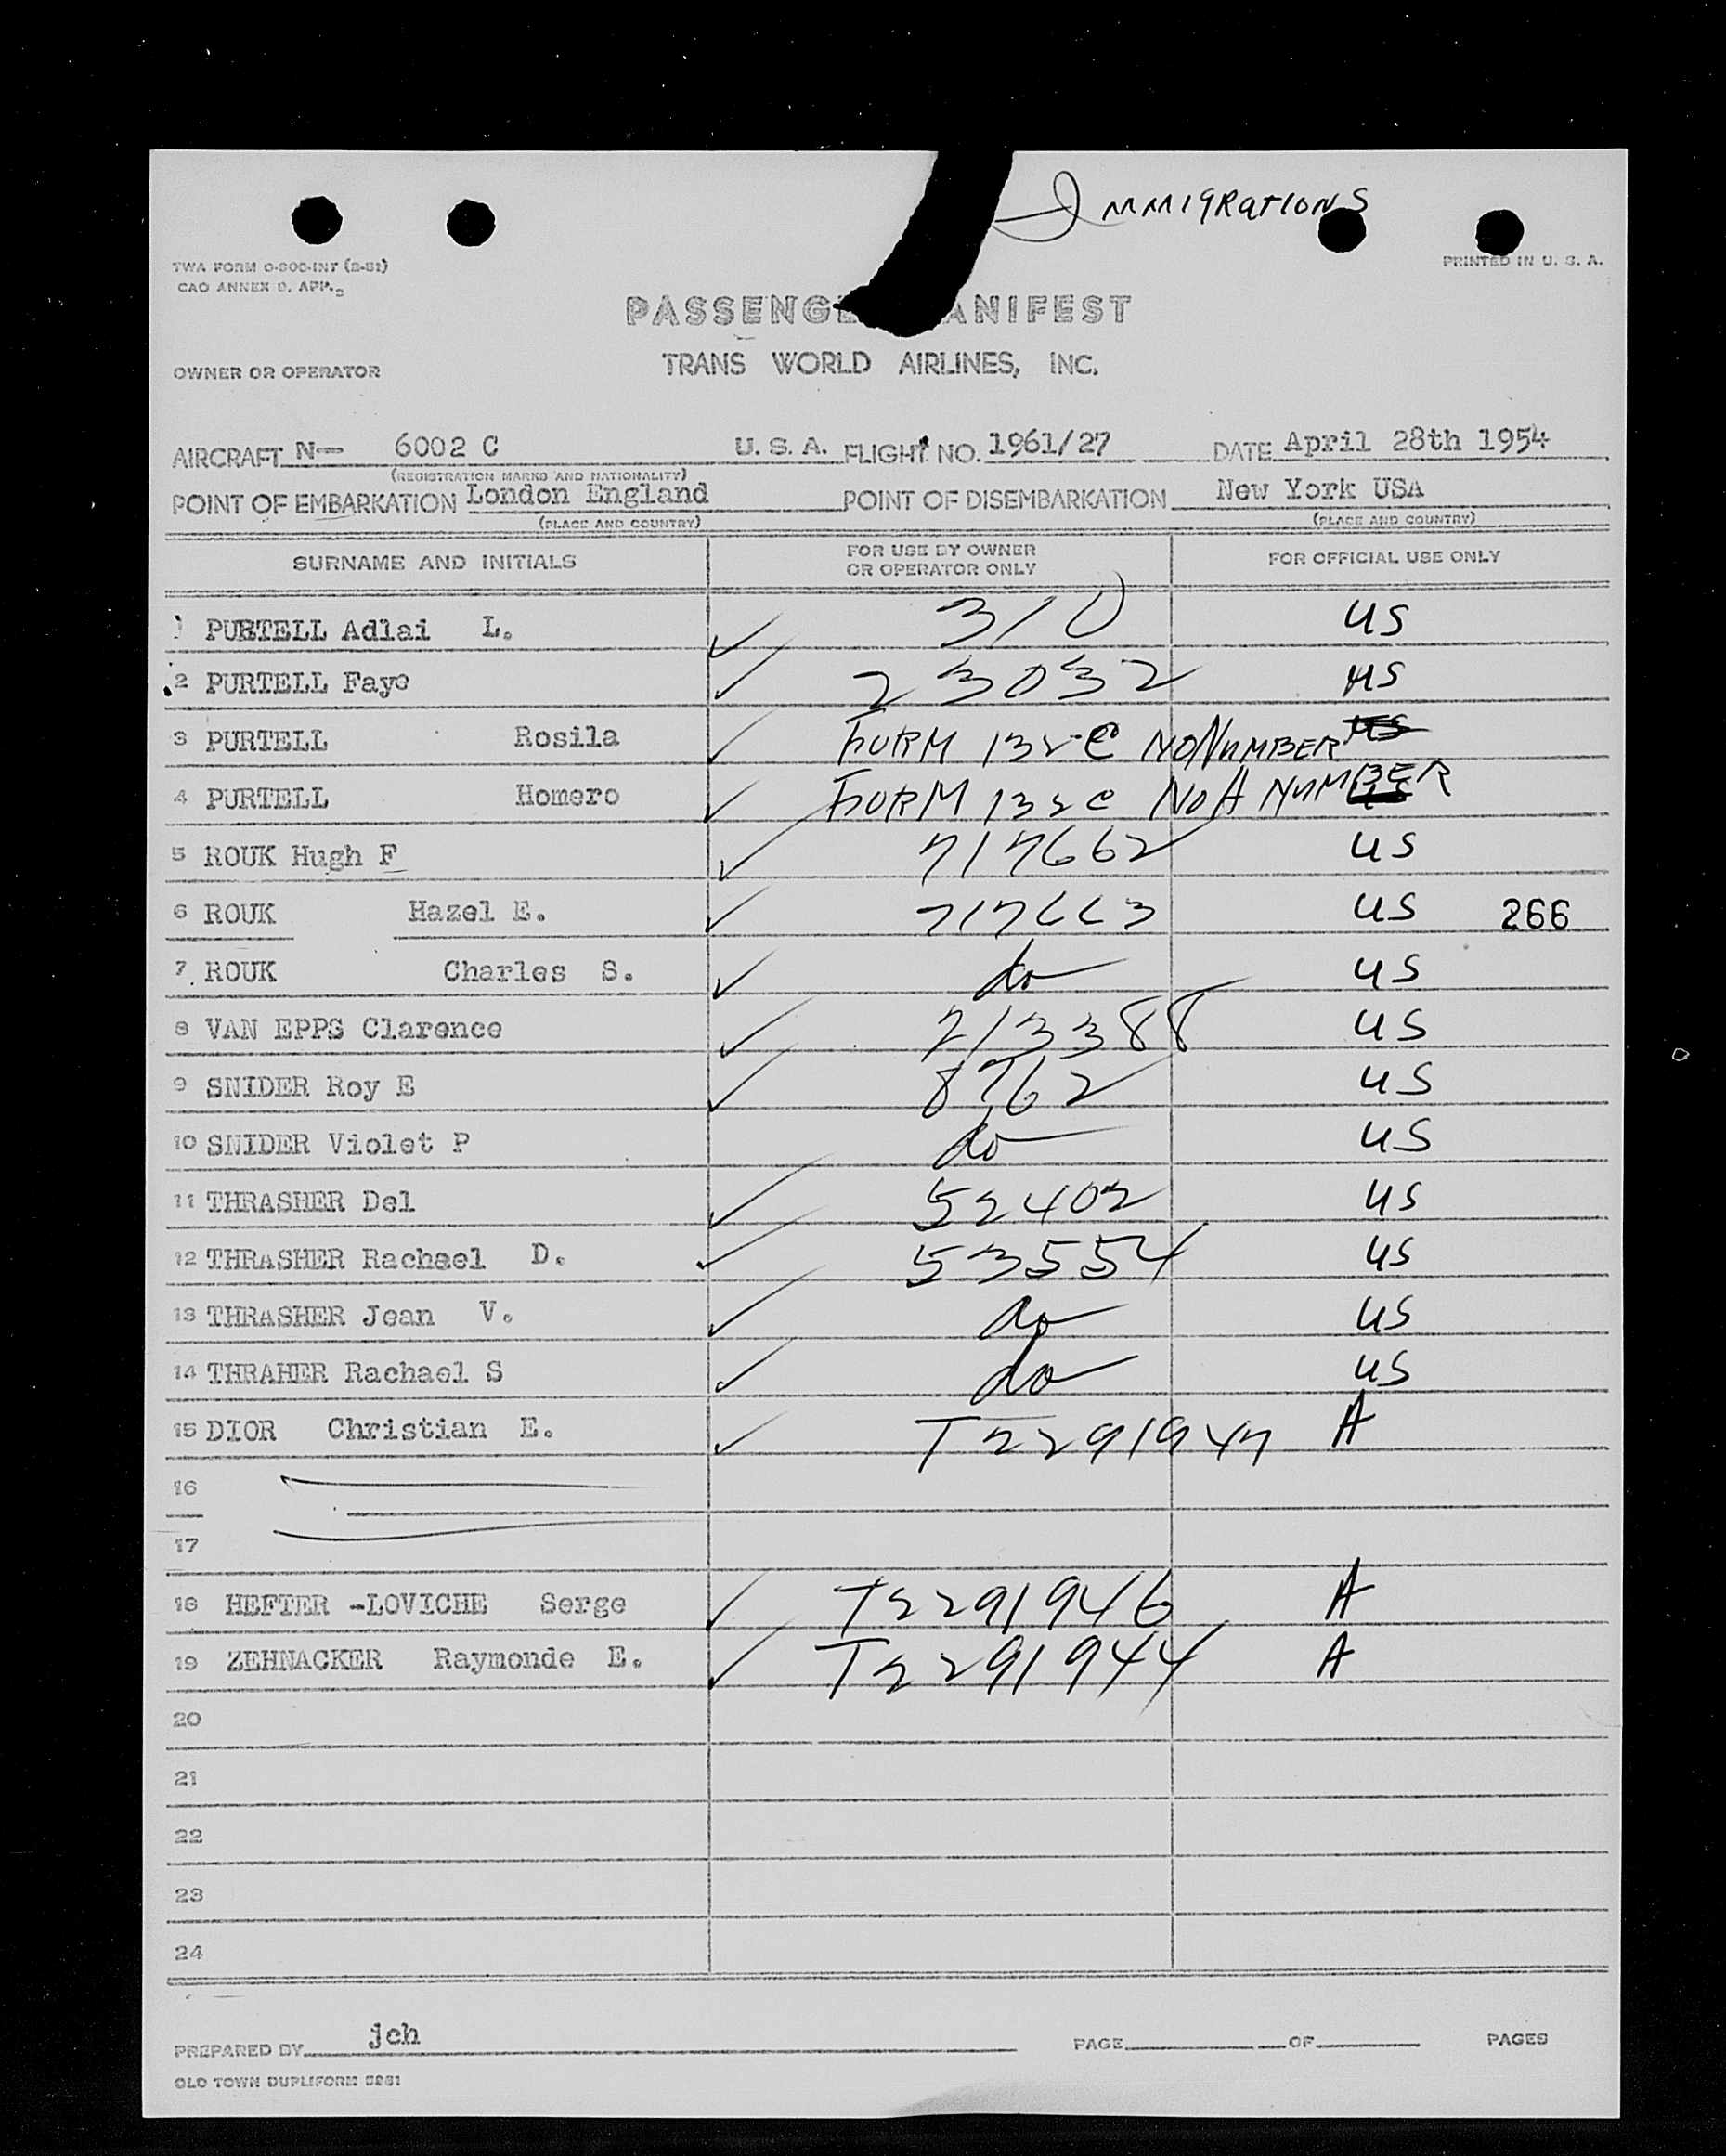 Immigrations
TWA FORM O-300-INT (2-51)
PRINTED IN U. S. A.
CAO ANNEX 9, APP.
PASSENGE ANIFEST
OWNER OR OPERATOR TRANS WORLD AIRLINES, INC.
AIRCRAFT N- 6002 C U. S. A. FLIGHT NO. 1961/27 DATE April 28th 1954
(REGISTRATION MARKS AND NATIONALITY)
POINT OF EMBARKATION London England POINT OF DISEMBARKATION New York USA
(PLACE AND COUNTRY) (PLACE AND COUNTRY)
SURNAME AND INITIALS FOR USE BY OWNER OR OPERATOR ONLY FOR OFFICIAL USE ONLY
1 PURTELL Adlai L. ✓ 310 US
2 PURTELL Faye ✓ 23032 US
3 PURTELL Rosila ✓ FORM 132C NO NUMBER
4 PURTELL Homero ✓ FORM 132C NO A NUMBER
5 ROUK Hugh F ✓ 717662 US
6 ROUK Hazel E. ✓ 717663 US 266
7 ROUK Charles S. ✓ do US
8 VAN EPPS Clarence ✓ 213388 US
9 SNIDER Roy E ✓ 8762 US
10 SNIDER Violet P do US
11 THRASHER Del ✓ 52402 US
12 THRASHER Rachael D. ✓ 53554 US
13 THRASHER Jean V. ✓ do US
14 THRAHER Rachael S ✓ do US
15 DIOR Christian E. ✓ T2291947 A
16
17
18 HEFTER -LOVICHE Serge ✓ T2291946 A
19 ZEHNACKER Raymonde E. ✓ T2291944 A
20
21
22
23
24
PREPARED BY jch PAGE OF PAGES
OLD TOWN DUPLIFORM